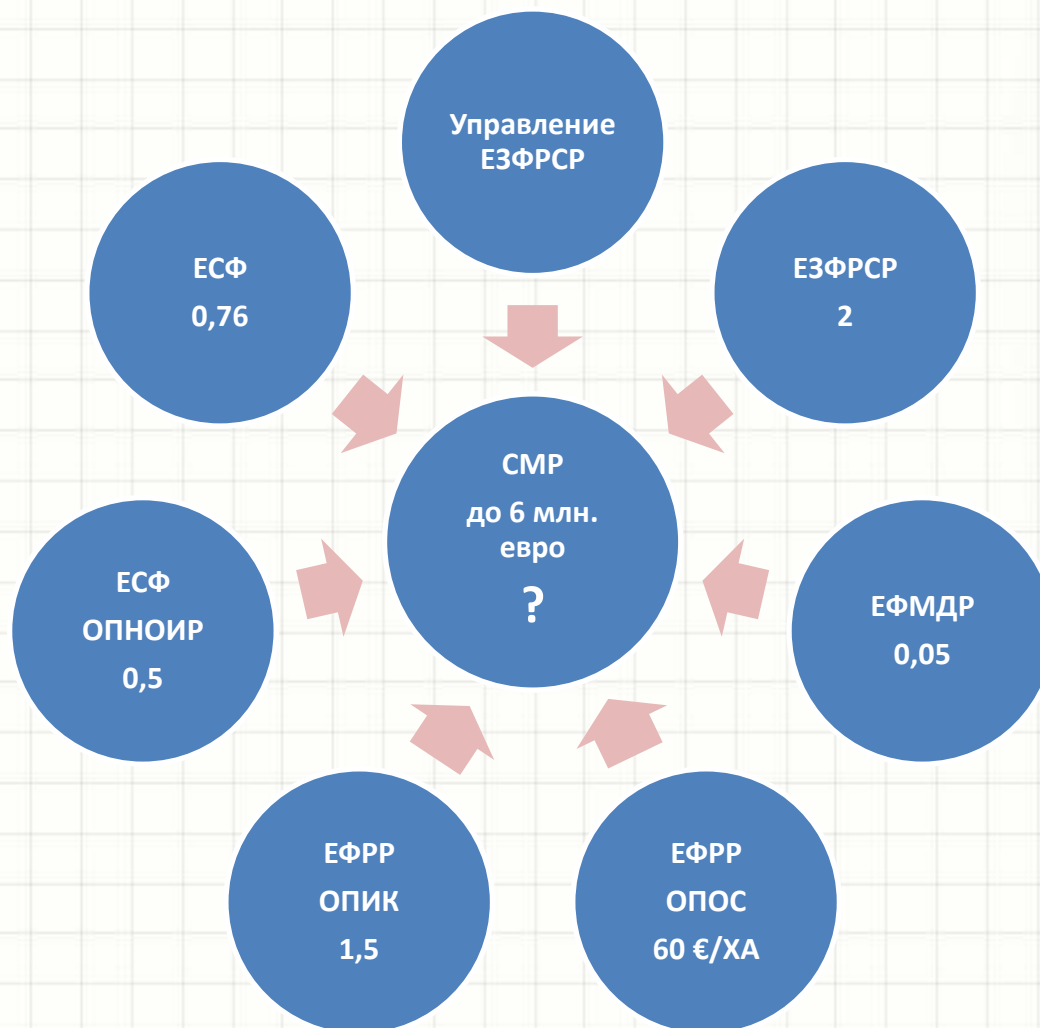 Управление
ЕЗФРСР
ЕСФ
0,76
ЕЗФРСР
2
СМР
до 6 млн.
евро
?
ЕСФ
ОПНОИР
0,5
ЕФМДР
0,05
ЕФРР
ОПИК
1,5
ЕФРР
ОПОС
60 €/ХА